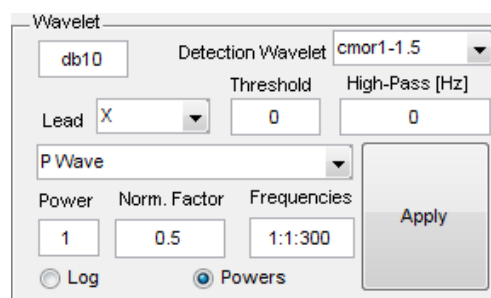 Wavelet
db10 Detection Wavelet cmor1-1.5
Threshold High-Pass [Hz]
Lead X 0 0
P Wave
Power Norm. Factor Frequencies
1 0.5 1:1:300 Apply
Log Powers